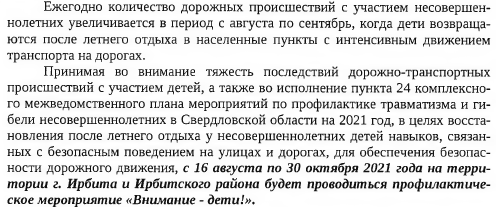 Ежегодно количество дорожных происшествий с участием несовершен-
нолетних увеличивается в период с августа по сентябрь, когда дети возвраща-
ются после летнего отдыха в населенные пункты с интенсивным движением
транспорта на дорогах.
Принимая во внимание тяжесть последствий дорожно-транспортных
происшествий с участием детей, а также во исполнение пункта 24 комплексно-
го межведомственного плана мероприятий по профилактике травматизма и ги-
бели несовершеннолетних в Свердловской области на 2021 год, в целях восста-
новления после летнего отдыха у несовершеннолетних детей навыков, связан-
ных с безопасным поведением на улицах и дорогах, для обеспечения безопас-
ности дорожного движения, с 16 августа по 30 октября 2021 года на терри-
тории г. Ирбита и Ирбитского района будет проводиться профилактиче-
ское мероприятие «Внимание - дети!».